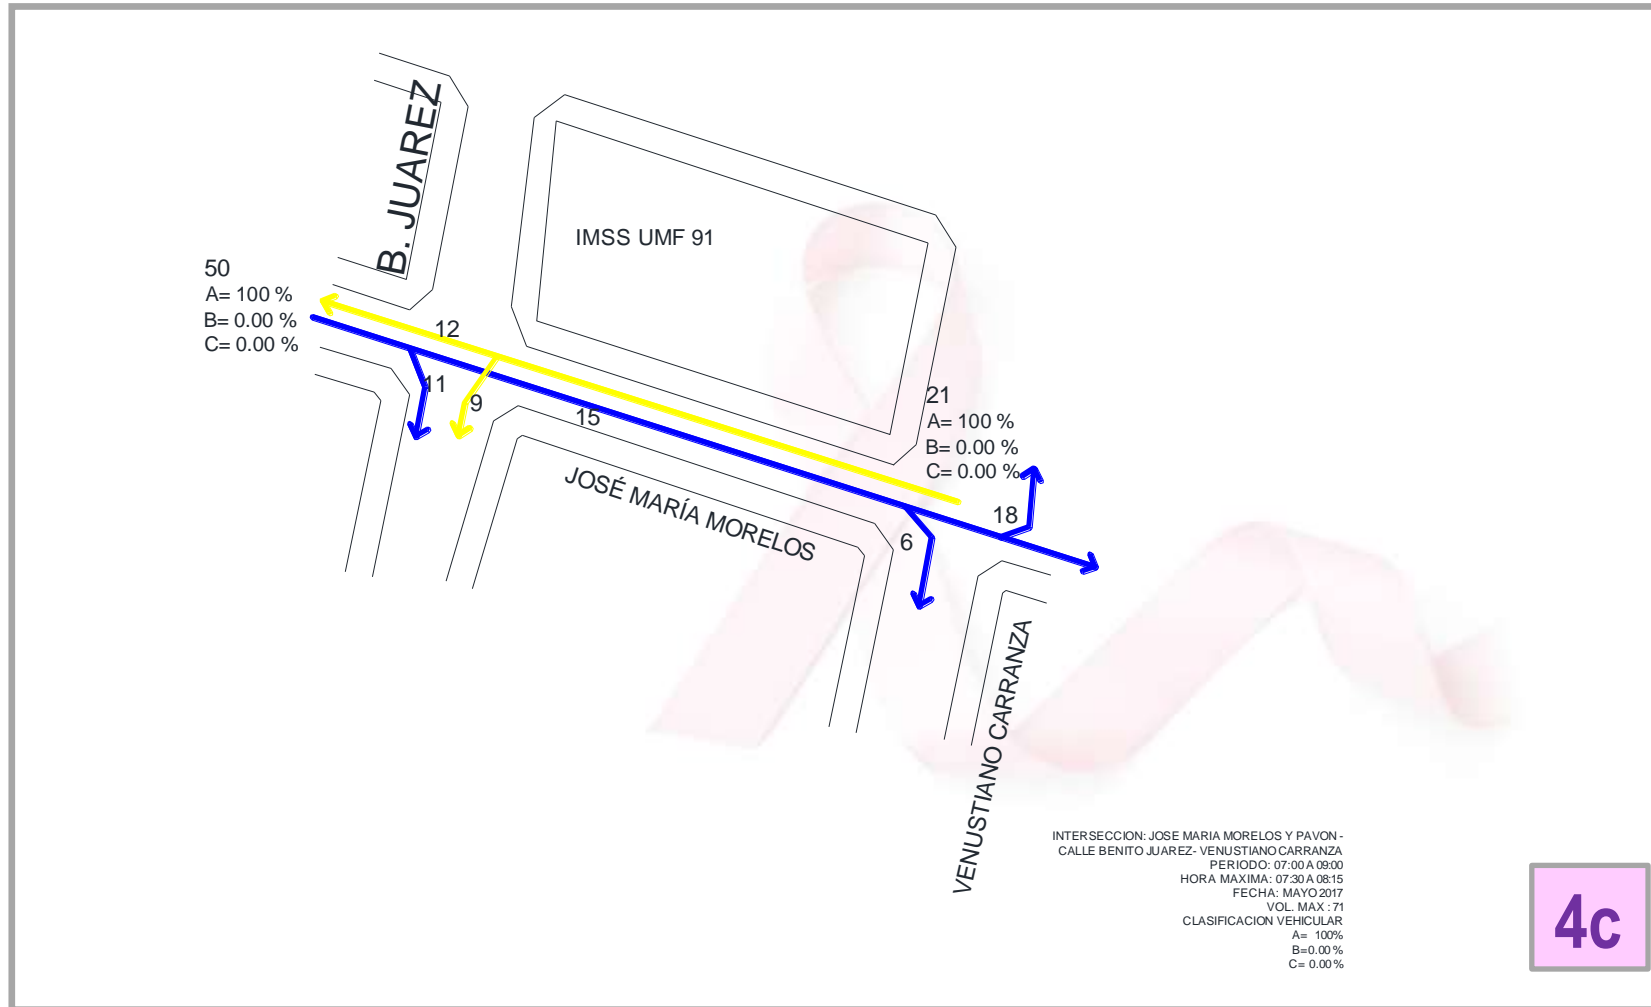 B. JUAREZ
IMSS UMF 91
50
A= 100 %
B= 0.00 %
C= 0.00 %
12
11
9
15
21
A= 100 %
B= 0.00 %
C= 0.00 %
JOSÉ MARÍA MORELOS
18
6
VENUSTIANO CARRANZA
INTERSECCION: JOSE MARIA MORELOS Y PAVON -
CALLE BENITO JUAREZ- VENUSTIANO CARRANZA
PERIODO: 07:00 A 09:00
HORA MAXIMA: 07:30 A 08:15
FECHA: MAYO 2017
VOL. MAX : 71
CLASIFICACION VEHICULAR
A= 100%
B=0.00 %
C= 0.00 %
4c